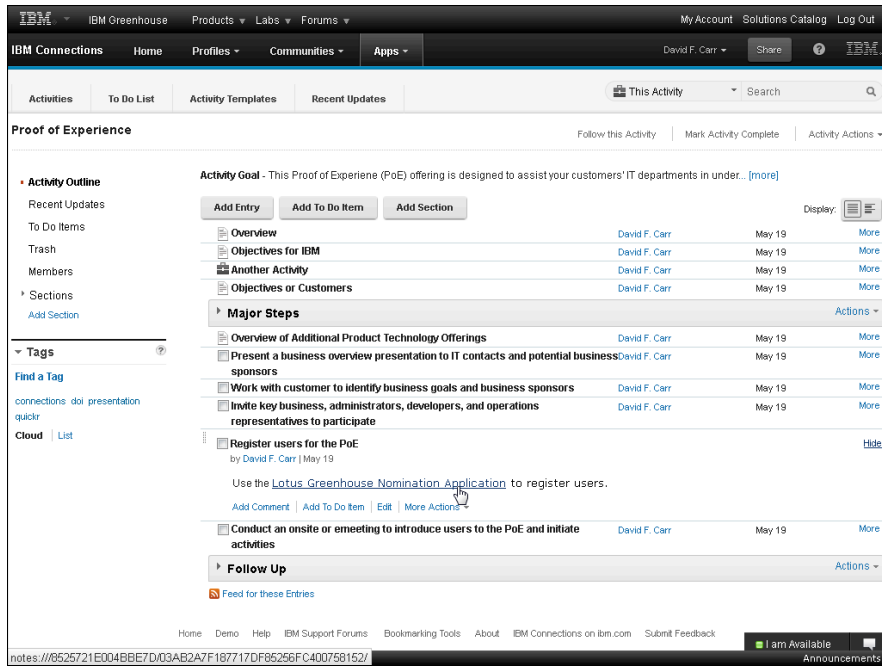 IBM. IBM Greenhouse Products Labs Forums My Account Solutions Catalog Log Out
IBM Connections Home Profiles Communities Apps David F. Carr Share ? IBM.
Activities To Do List Activity Templates Recent Updates This Activity Search
Proof of Experience Follow this Activity Mark Activity Complete Activity Actions
Activity Outline
Recent Updates
To Do Items
Trash
Members
Sections
Add Section
Tags ?
Find a Tag
connections doi presentation
quickr
Cloud List
Activity Goal - This Proof of Experiene (PoE) offering is designed to assist your customers' IT departments in under... [more]
Add Entry Add To Do Item Add Section Display:
Overview David F. Carr May 19 More
Objectives for IBM David F. Carr May 19 More
Another Activity David F. Carr May 19 More
Objectives or Customers David F. Carr May 19 More
Major Steps Actions
Overview of Additional Product Technology Offerings David F. Carr May 19 More
Present a business overview presentation to IT contacts and potential business David F. Carr May 19 More
sponsors
Work with customer to identify business goals and business sponsors David F. Carr May 19 More
Invite key business, administrators, developers, and operations David F. Carr May 19 More
representatives to participate
Register users for the PoE Hide
by David F. Carr | May 19
Use the Lotus Greenhouse Nomination Application to register users.
Add Comment Add To Do Item Edit More Actions
Conduct an onsite or emeeting to introduce users to the PoE and initiate David F. Carr May 19 More
activities
Follow Up Actions
Feed for these Entries
Home Demo Help IBM Support Forums Bookmarking Tools About IBM Connections on ibm.com Submit Feedback
I am Available
notes:///8525721E004BBE7D/03AB2A7F187717DF85256FC400758152/ Announcements